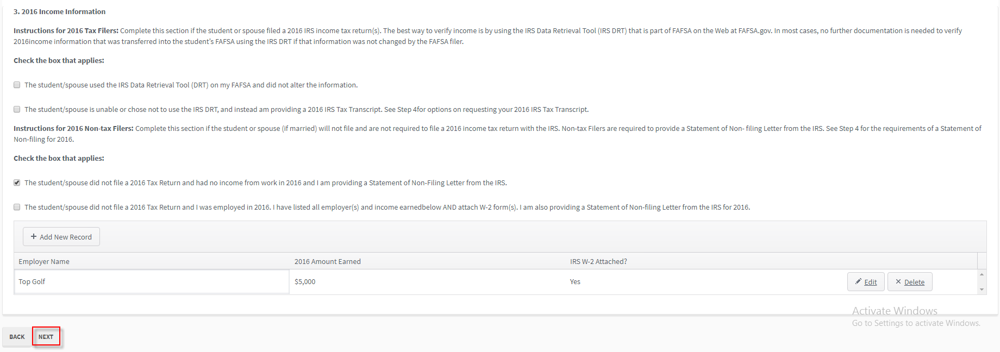 3. 2016 Income Information
Instructions for 2016 Tax Filers: Complete this section if the student or spouse filed a 2016 IRS income tax return(s). The best way to verify income is by using the IRS Data Retrieval Tool (IRS DRT) that is part of FAFSA on the Web at FAFSA.gov. In most cases, no further documentation is needed to verify
2016income information that was transferred into the student's FAFSA using the IRS DRT if that information was not changed by the FAFSA filer.
Check the box that applies:
The student/spouse used the IRS Data Retrieval Tool (DRT) on my FAFSA and did not alter the information.
The student/spouse is unable or chose not to use the IRS DRT, and instead am providing a 2016 IRS Tax Transcript. See Step 4for options on requesting your 2016 IRS Tax Transcript.
Instructions for 2016 Non-tax Filers: Complete this section if the student or spouse (if married) will not file and are not required to file a 2016 income tax return with the IRS. Non-tax Filers are required to provide a Statement of Non- filing Letter from the IRS. See Step 4 for the requirements of a Statement of
Non-filing for 2016.
Check the box that applies:
The student/spouse did not file a 2016 Tax Return and had no income from work in 2016 and I am providing a Statement of Non-Filing Letter from the IRS.
The student/spouse did not file a 2016 Tax Return and I was employed in 2016. I have listed all employer(s) and income earnedbelow AND attach W-2 form(s). I am also providing a Statement of Non-filing Letter from the IRS for 2016.
+ Add New Record
Employer Name 2016 Amount Earned IRS W-2 Attached?
Top Golf $5,000 Yes Edit Delete
Activate Windows
Go to Settings to activate Windows.
BACK NEXT